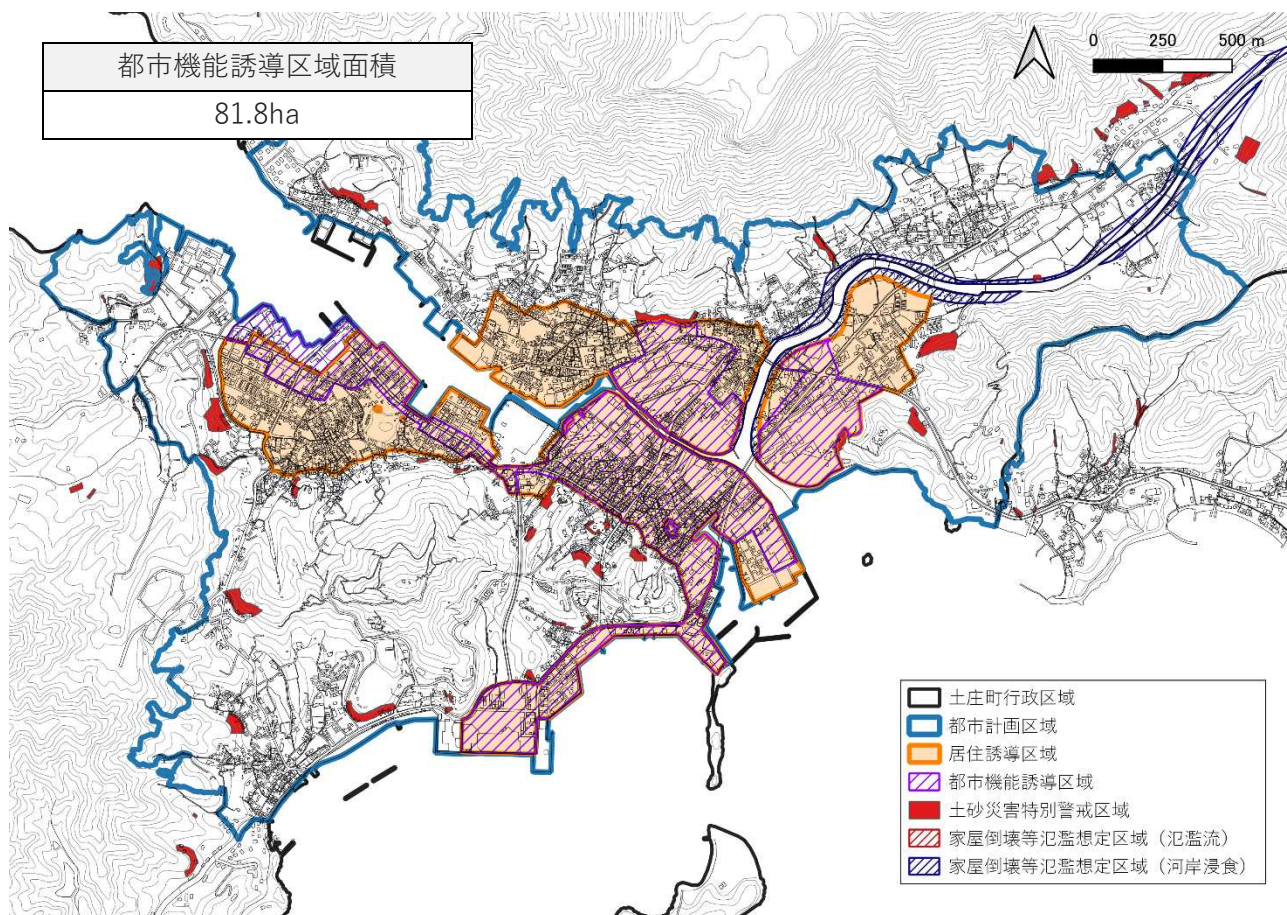 都市機能誘導区域面積
81.8ha
0 250 500 m
土庄町行政区域
都市計画区域
居住誘導区域
都市機能誘導区域
土砂災害特別警戒区域
家屋倒壊等氾濫想定区域（氾濫流）
家屋倒壊等氾濫想定区域（河岸浸食）